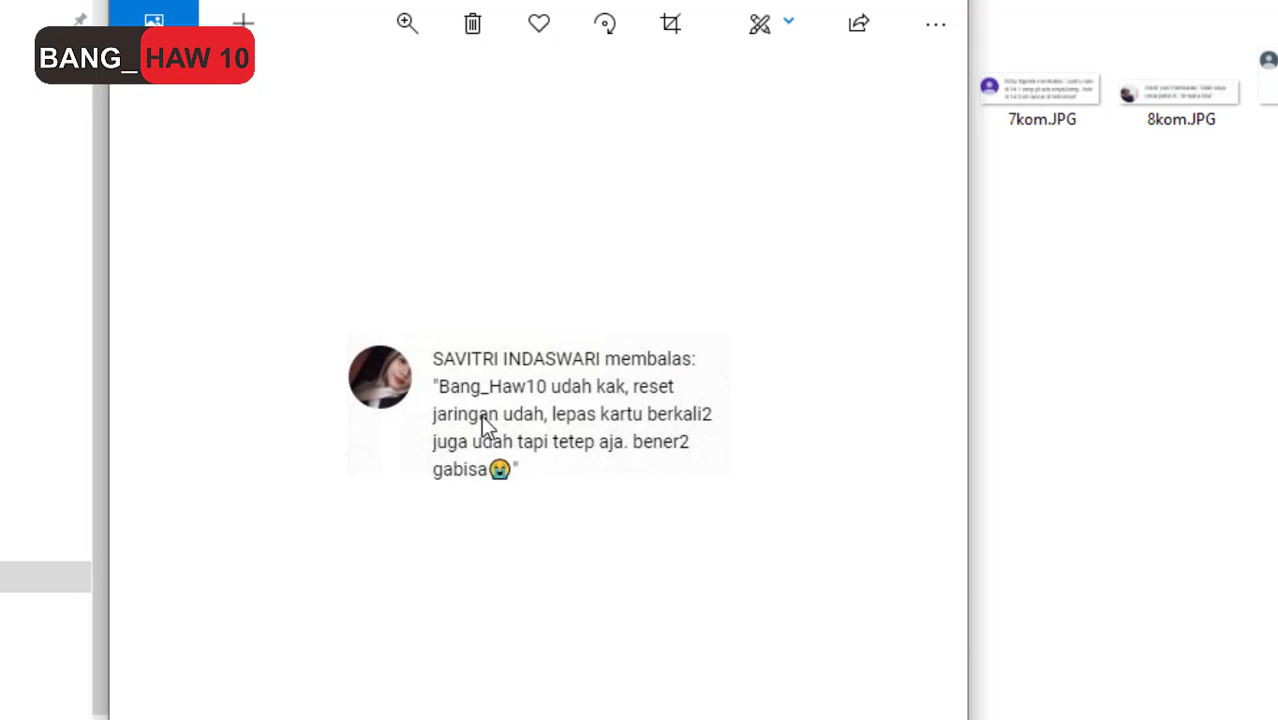 BANG_HAW 10
7kom.JPG
8kom.JPG
SAVITRI INDASWARI membalas:
"Bang_Haw10 udah kak, reset
jaringan udah, lepas kartu berkali2
juga udah tapi tetep aja. bener2
gabisa😭"